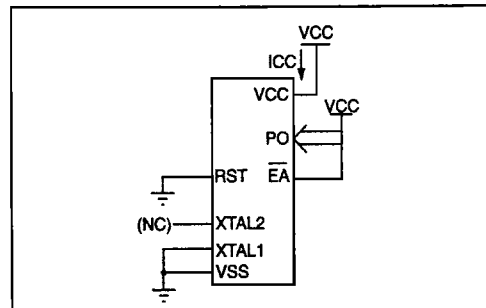 VCC
ICC
VCC
VCC
PO
RST
EA
(NC) XTAL2
XTAL1
VSS